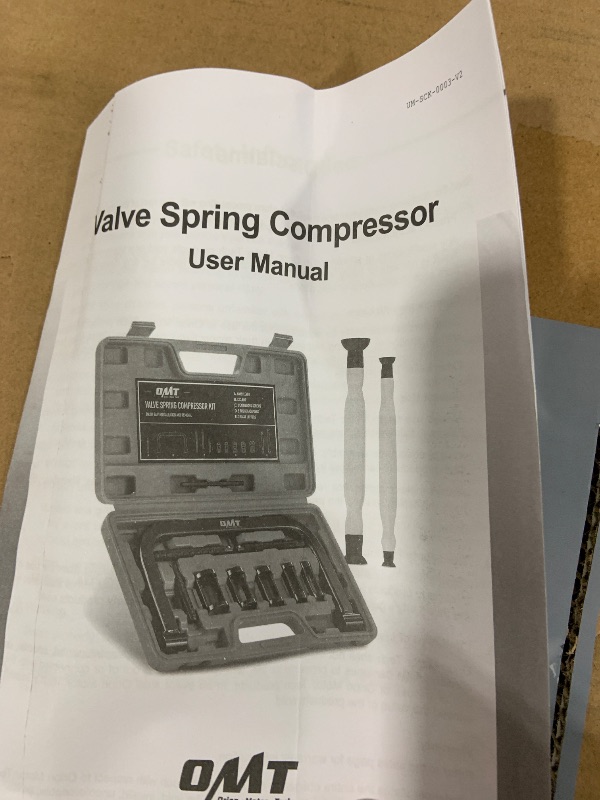 UM-SCK-0003-V2
Valve Spring Compressor
User Manual
OMT
VALVE SPRING COMPRESSOR KIT
OMT
OMT